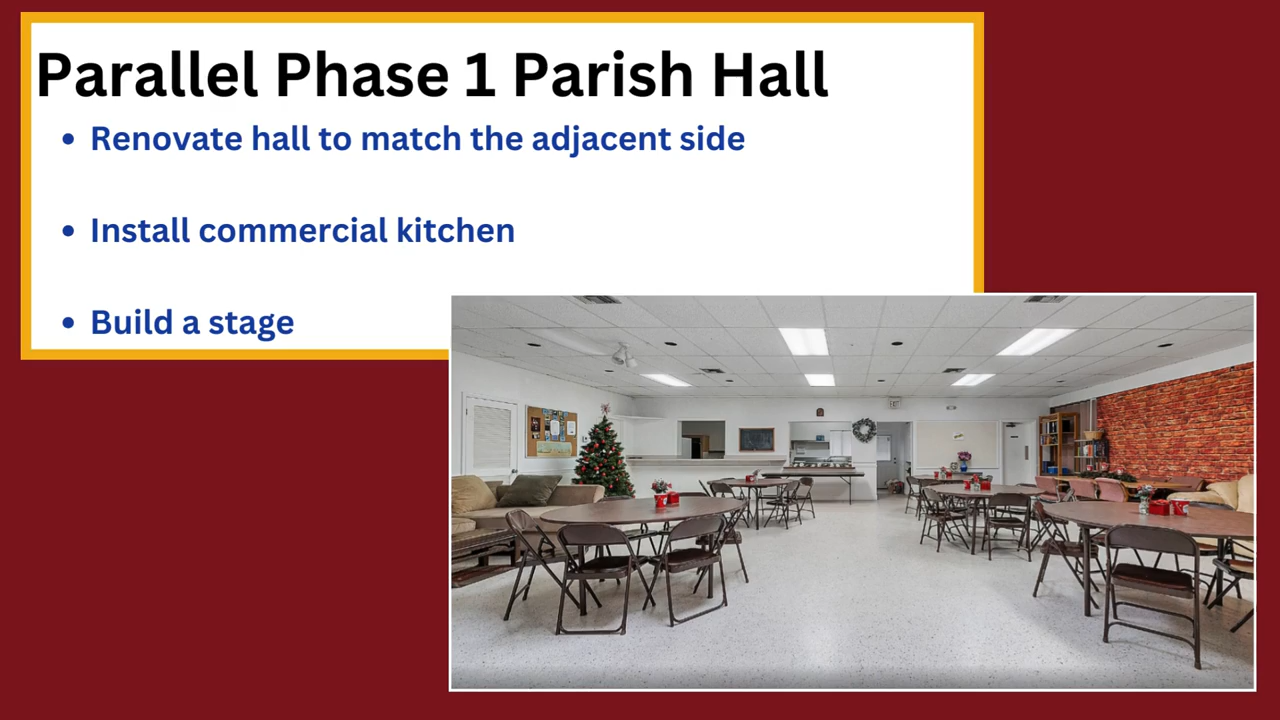 Parallel Phase 1 Parish Hall
• Renovate hall to match the adjacent side
• Install commercial kitchen
• Build a stage